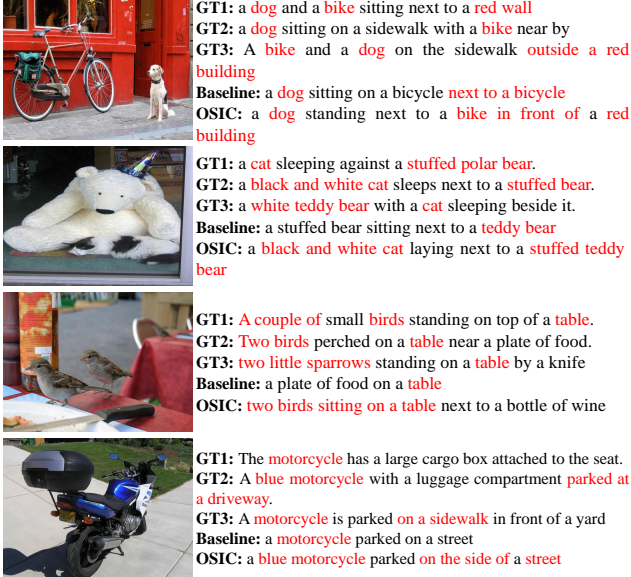 GT1: a dog and a bike sitting next to a red wall
GT2: a dog sitting on a sidewalk with a bike near by
GT3: A bike and a dog on the sidewalk outside a red
building
Baseline: a dog sitting on a bicycle next to a bicycle
OSIC: a dog standing next to a bike in front of a red
building
GT1: a cat sleeping against a stuffed polar bear.
GT2: a black and white cat sleeps next to a stuffed bear.
GT3: a white teddy bear with a cat sleeping beside it.
Baseline: a stuffed bear sitting next to a teddy bear
OSIC: a black and white cat laying next to a stuffed teddy
bear
GT1: A couple of small birds standing on top of a table.
GT2: Two birds perched on a table near a plate of food.
GT3: two little sparrows standing on a table by a knife
Baseline: a plate of food on a table
OSIC: two birds sitting on a table next to a bottle of wine
GT1: The motorcycle has a large cargo box attached to the seat.
GT2: A blue motorcycle with a luggage compartment parked at
a driveway.
GT3: A motorcycle is parked on a sidewalk in front of a yard
Baseline: a motorcycle parked on a street
OSIC: a blue motorcycle parked on the side of a street